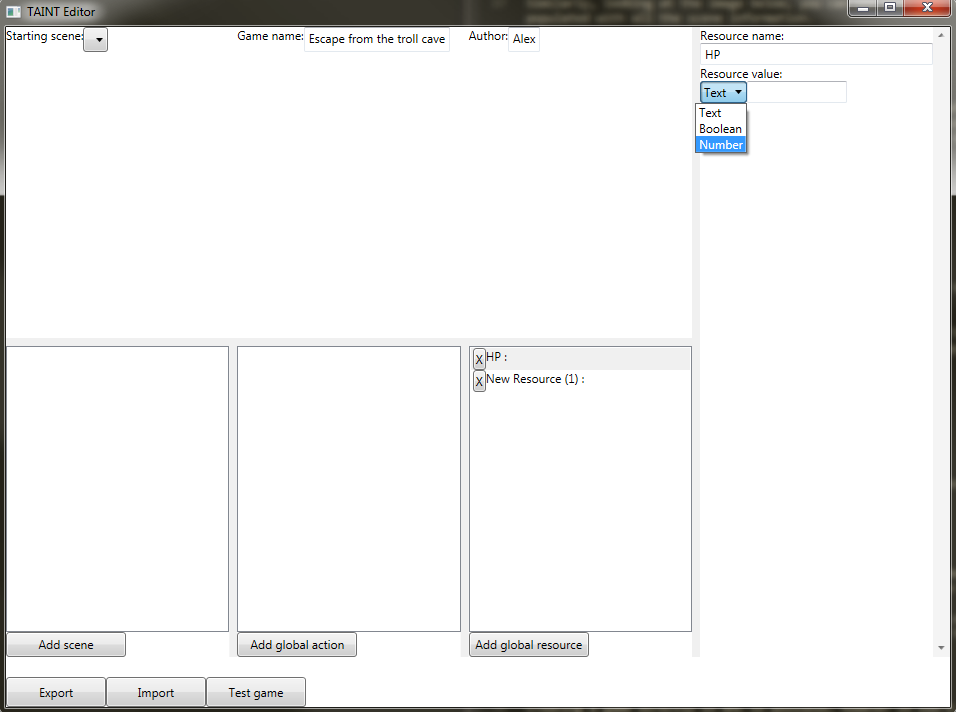 TAINT Editor
Starting scene:
Game name: Escape from the troll cave
Author: Alex
Resource name:
HP
Resource value:
Text
Text
Boolean
Number
X HP :
X New Resource (1) :
Add scene
Add global action
Add global resource
Export
Import
Test game